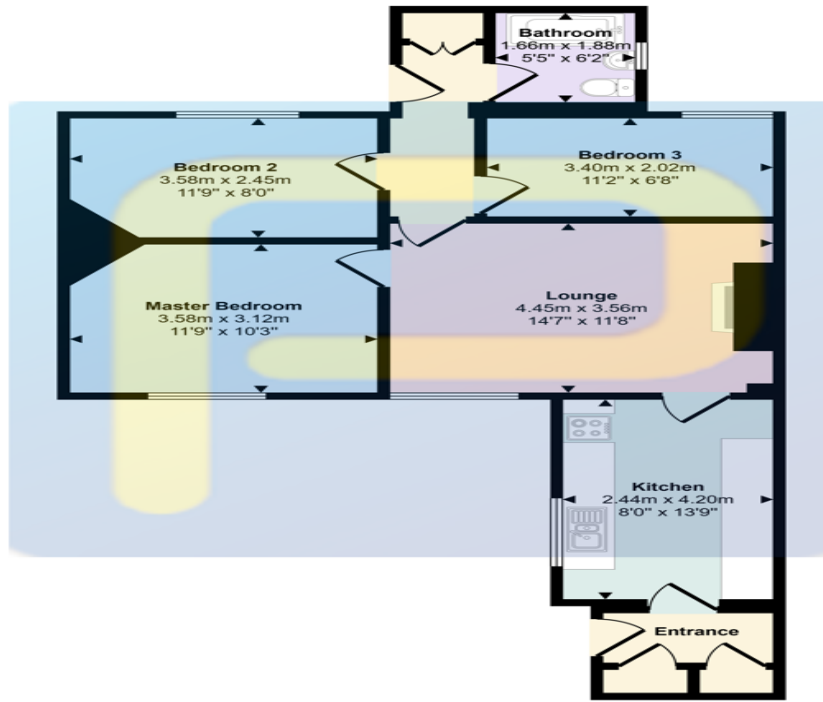 Bathroom
1.66m x 1.88m
5'5" x 6'2"
Bedroom 2
3.58m x 2.45m
11'9" x 8'0"
Bedroom 3
3.40m x 2.02m
11'2" x 6'8"
Master Bedroom
3.58m x 3.12m
11'9" x 10'3"
Lounge
4.45m x 3.56m
14'7" x 11'8"
Kitchen
2.44m x 4.20m
8'0" x 13'9"
Entrance